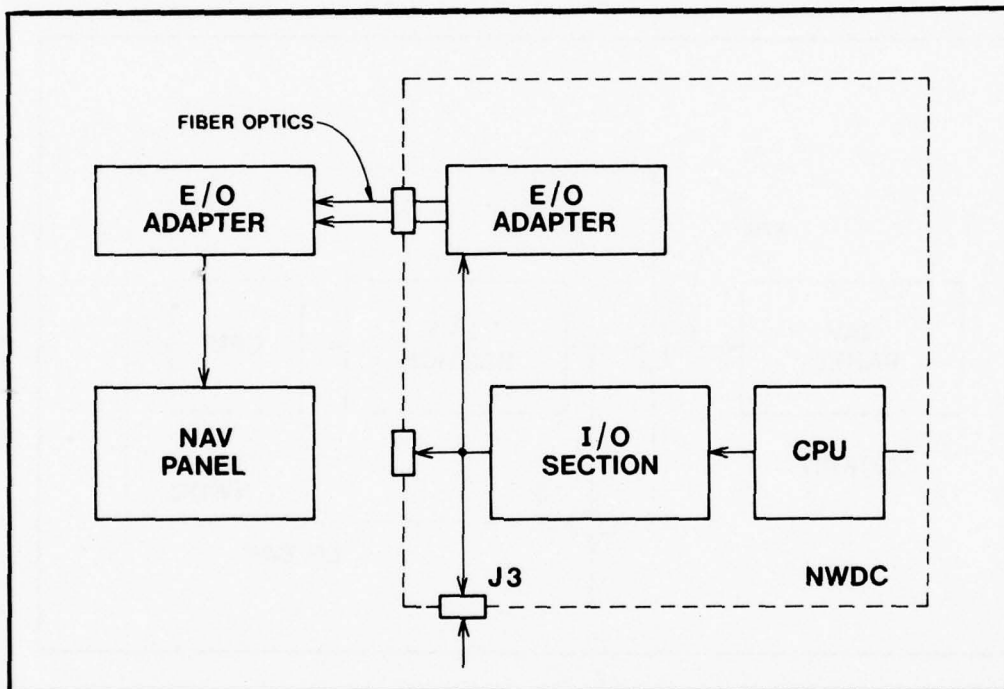 FIBER OPTICS
E/O
ADAPTER
E/O
ADAPTER
NAV
PANEL
I/O
SECTION
CPU
J3
NWDC